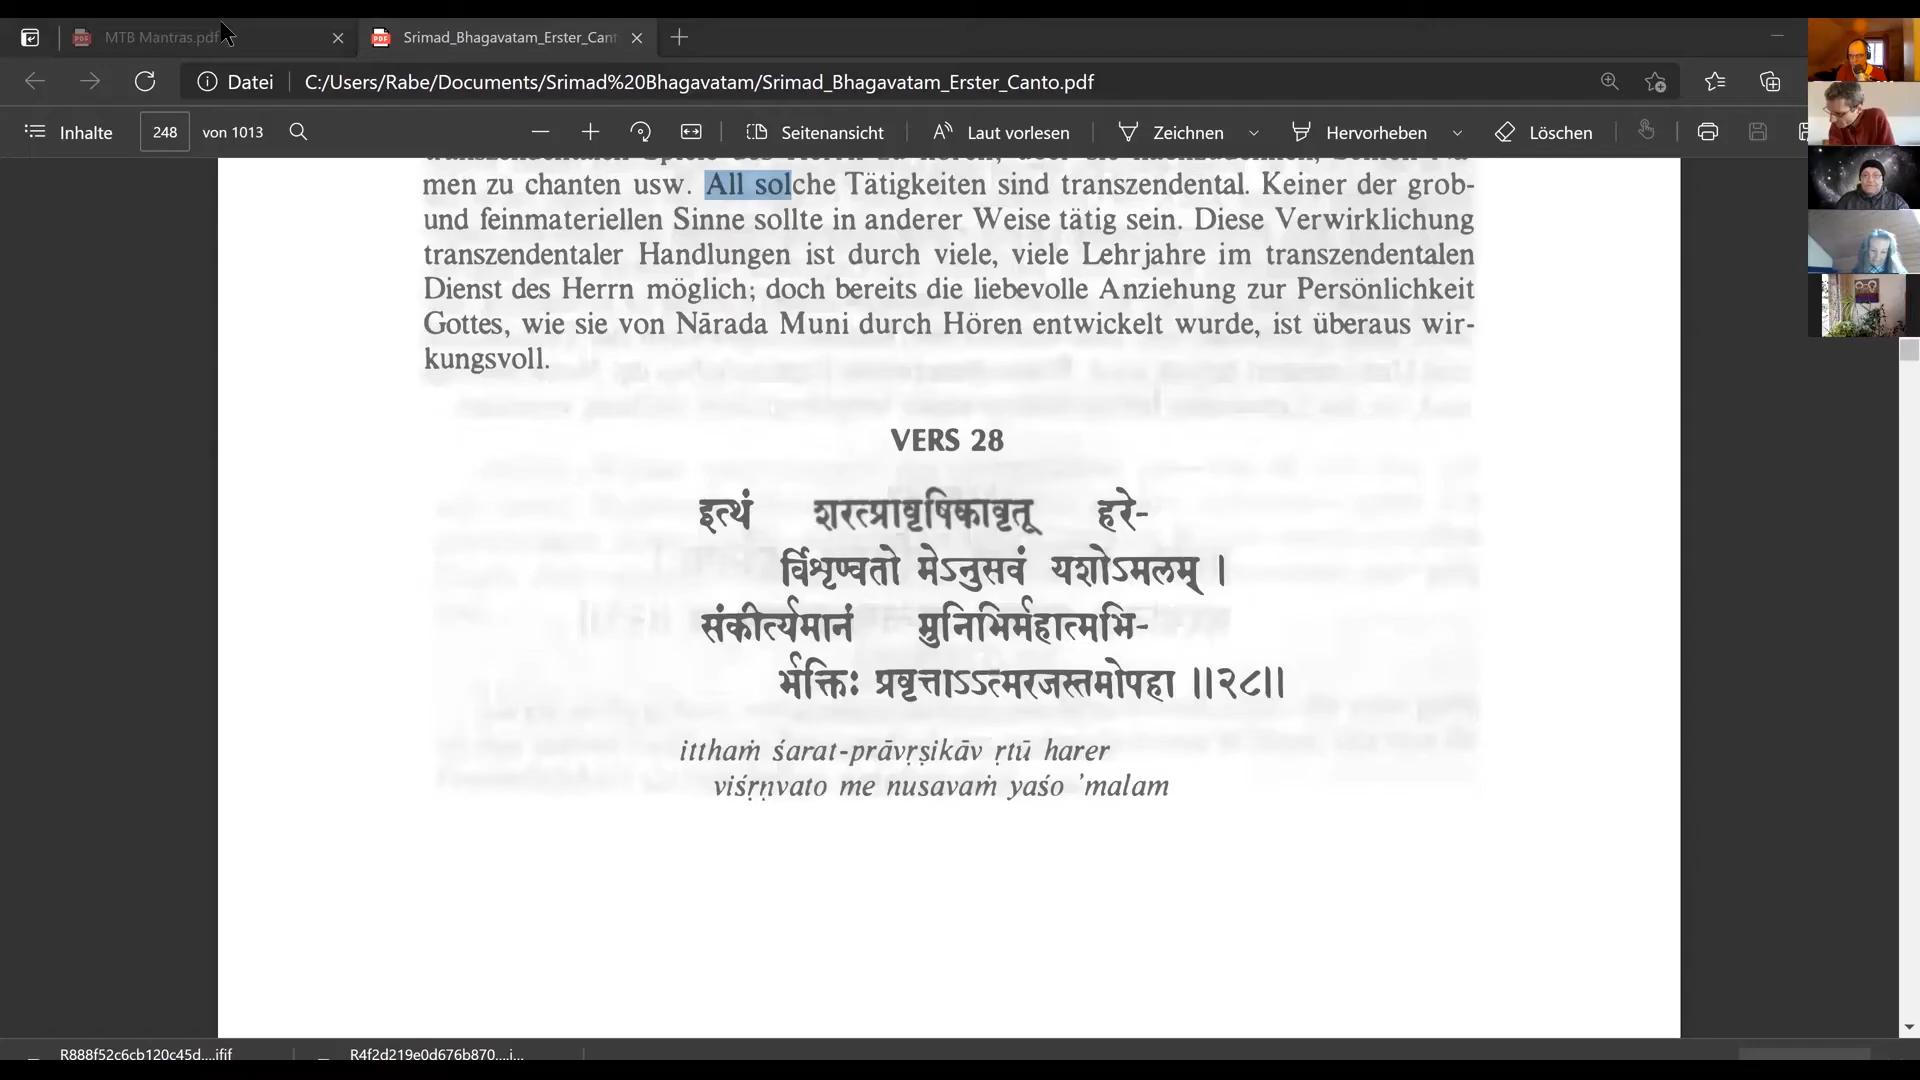 MTB Mantras.pdf
Srimad_Bhagavatam_Erster_Cant
Datei
C:/Users/Rabe/Documents/Srimad%20Bhagavatam/Srimad_Bhagavatam_Erster_Canto.pdf
Inhalte 248 von 1013 Seitenansicht Laut vorlesen Zeichnen Hervorheben Löschen
men zu chanten usw. All solche Tätigkeiten sind transzendental. Keiner der grob-
und feinmateriellen Sinne sollte in anderer Weise tätig sein. Diese Verwirklichung
transzendentaler Handlungen ist durch viele, viele Lehrjahre im transzendentalen
Dienst des Herrn möglich; doch bereits die liebevolle Anziehung zur Persönlichkeit
Gottes, wie sie von Nārada Muni durch Hören entwickelt wurde, ist überaus wir-
kungsvoll.
VERS 28
इत्थं शरत्प्रावृषिकावृतू हरे-
र्विशृण्वतो मेऽनुसवं यशोऽमलम् ।
संकीर्त्यमानं मुनिभिर्महात्मभि-
र्भक्तिः प्रवृत्ताऽऽत्मरजस्तमोपहा ॥२८॥
itthaṁ śarat-prāvṛṣikāv ṛtū harer
viśṛṇvato me nusavaṁ yaśo 'malam
R888f52c6cb120c45d....ifif
R4f2d219e0d676b870....i...